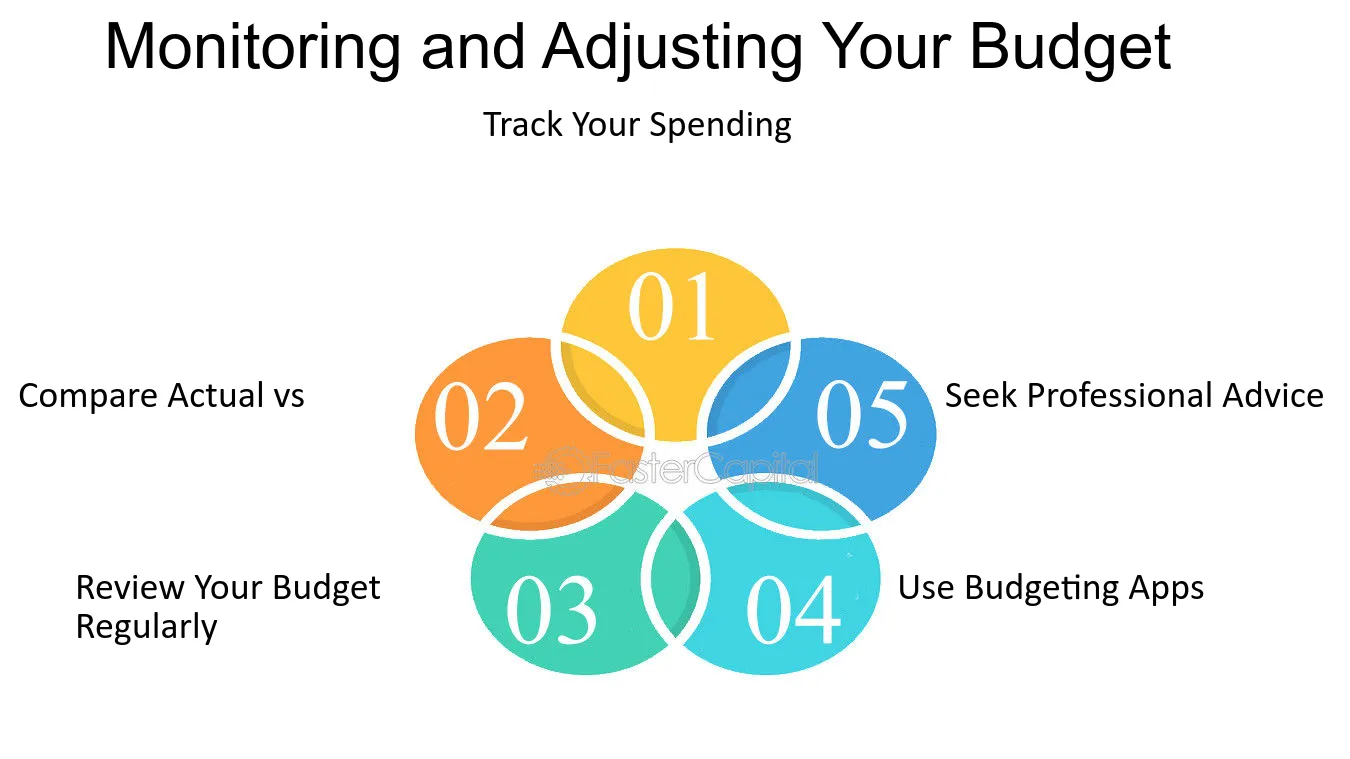 Monitoring and Adjusting Your Budget
Track Your Spending
01
02
05
Compare Actual vs
Seek Professional Advice
FasterCapital
03
04
Review Your Budget
Regularly
Use Budgeting Apps